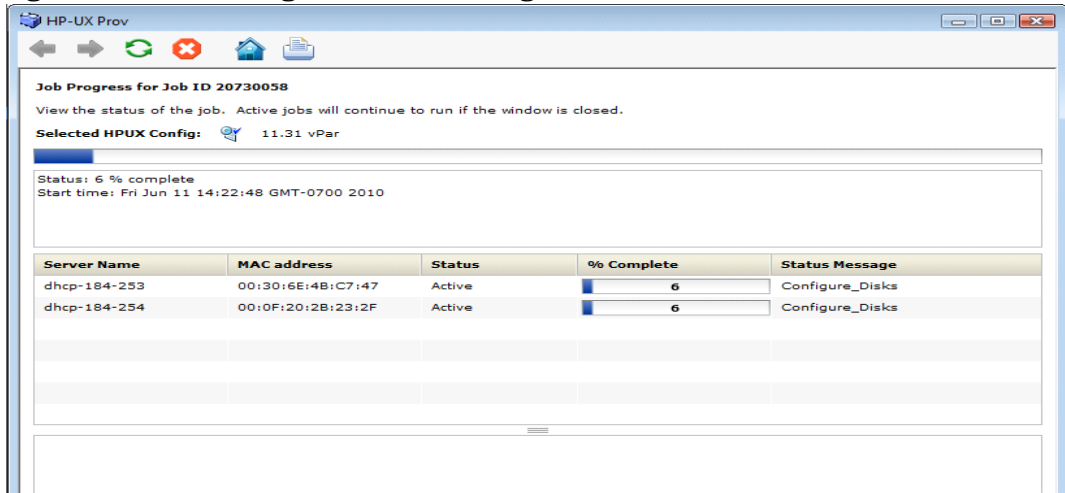 HP-UX Prov
Job Progress for Job ID 20730058
View the status of the job. Active jobs will continue to run if the window is closed.
Selected HPUX Config: 11.31 vPar
Status: 6 % complete
Start time: Fri Jun 11 14:22:48 GMT-0700 2010
Server Name MAC address Status % Complete Status Message
dhcp-184-253 00:30:6E:4B:C7:47 Active 6 Configure_Disks
dhcp-184-254 00:0F:20:2B:23:2F Active 6 Configure_Disks